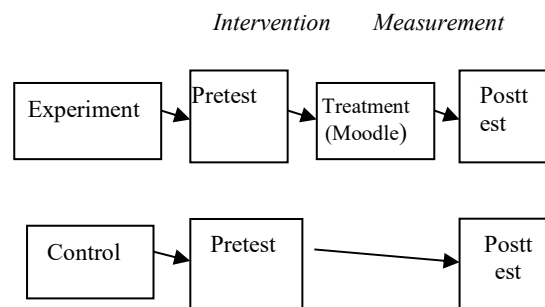 Intervention Measurement
Experiment
Pretest
Treatment
(Moodle)
Postt
est
Control
Pretest
Postt
est